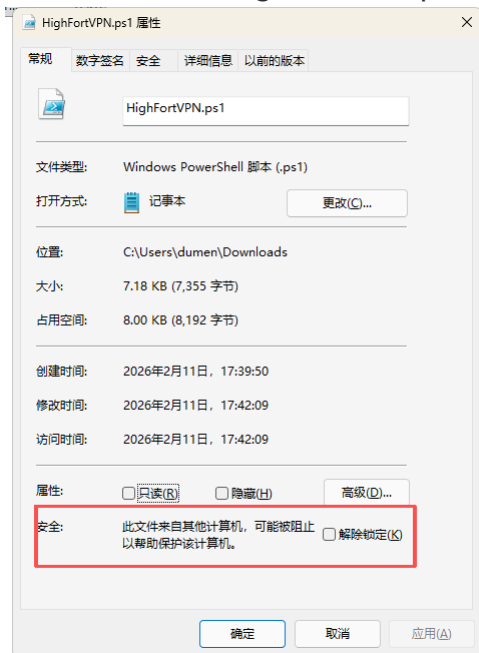 HighFortVPN.ps1 属性
常规 数字签名 安全 详细信息 以前的版本
HighFortVPN.ps1
文件类型: Windows PowerShell 脚本 (.ps1)
打开方式: 记事本 更改(C)...
位置: C:\Users\dumen\Downloads
大小: 7.18 KB (7,355 字节)
占用空间: 8.00 KB (8,192 字节)
创建时间: 2026年2月11日，17:39:50
修改时间: 2026年2月11日，17:42:09
访问时间: 2026年2月11日，17:42:09
属性: 只读(R) 隐藏(H) 高级(D)...
安全: 此文件来自其他计算机，可能被阻止 解除锁定(K)
以帮助保护该计算机。
确定 取消 应用(A)